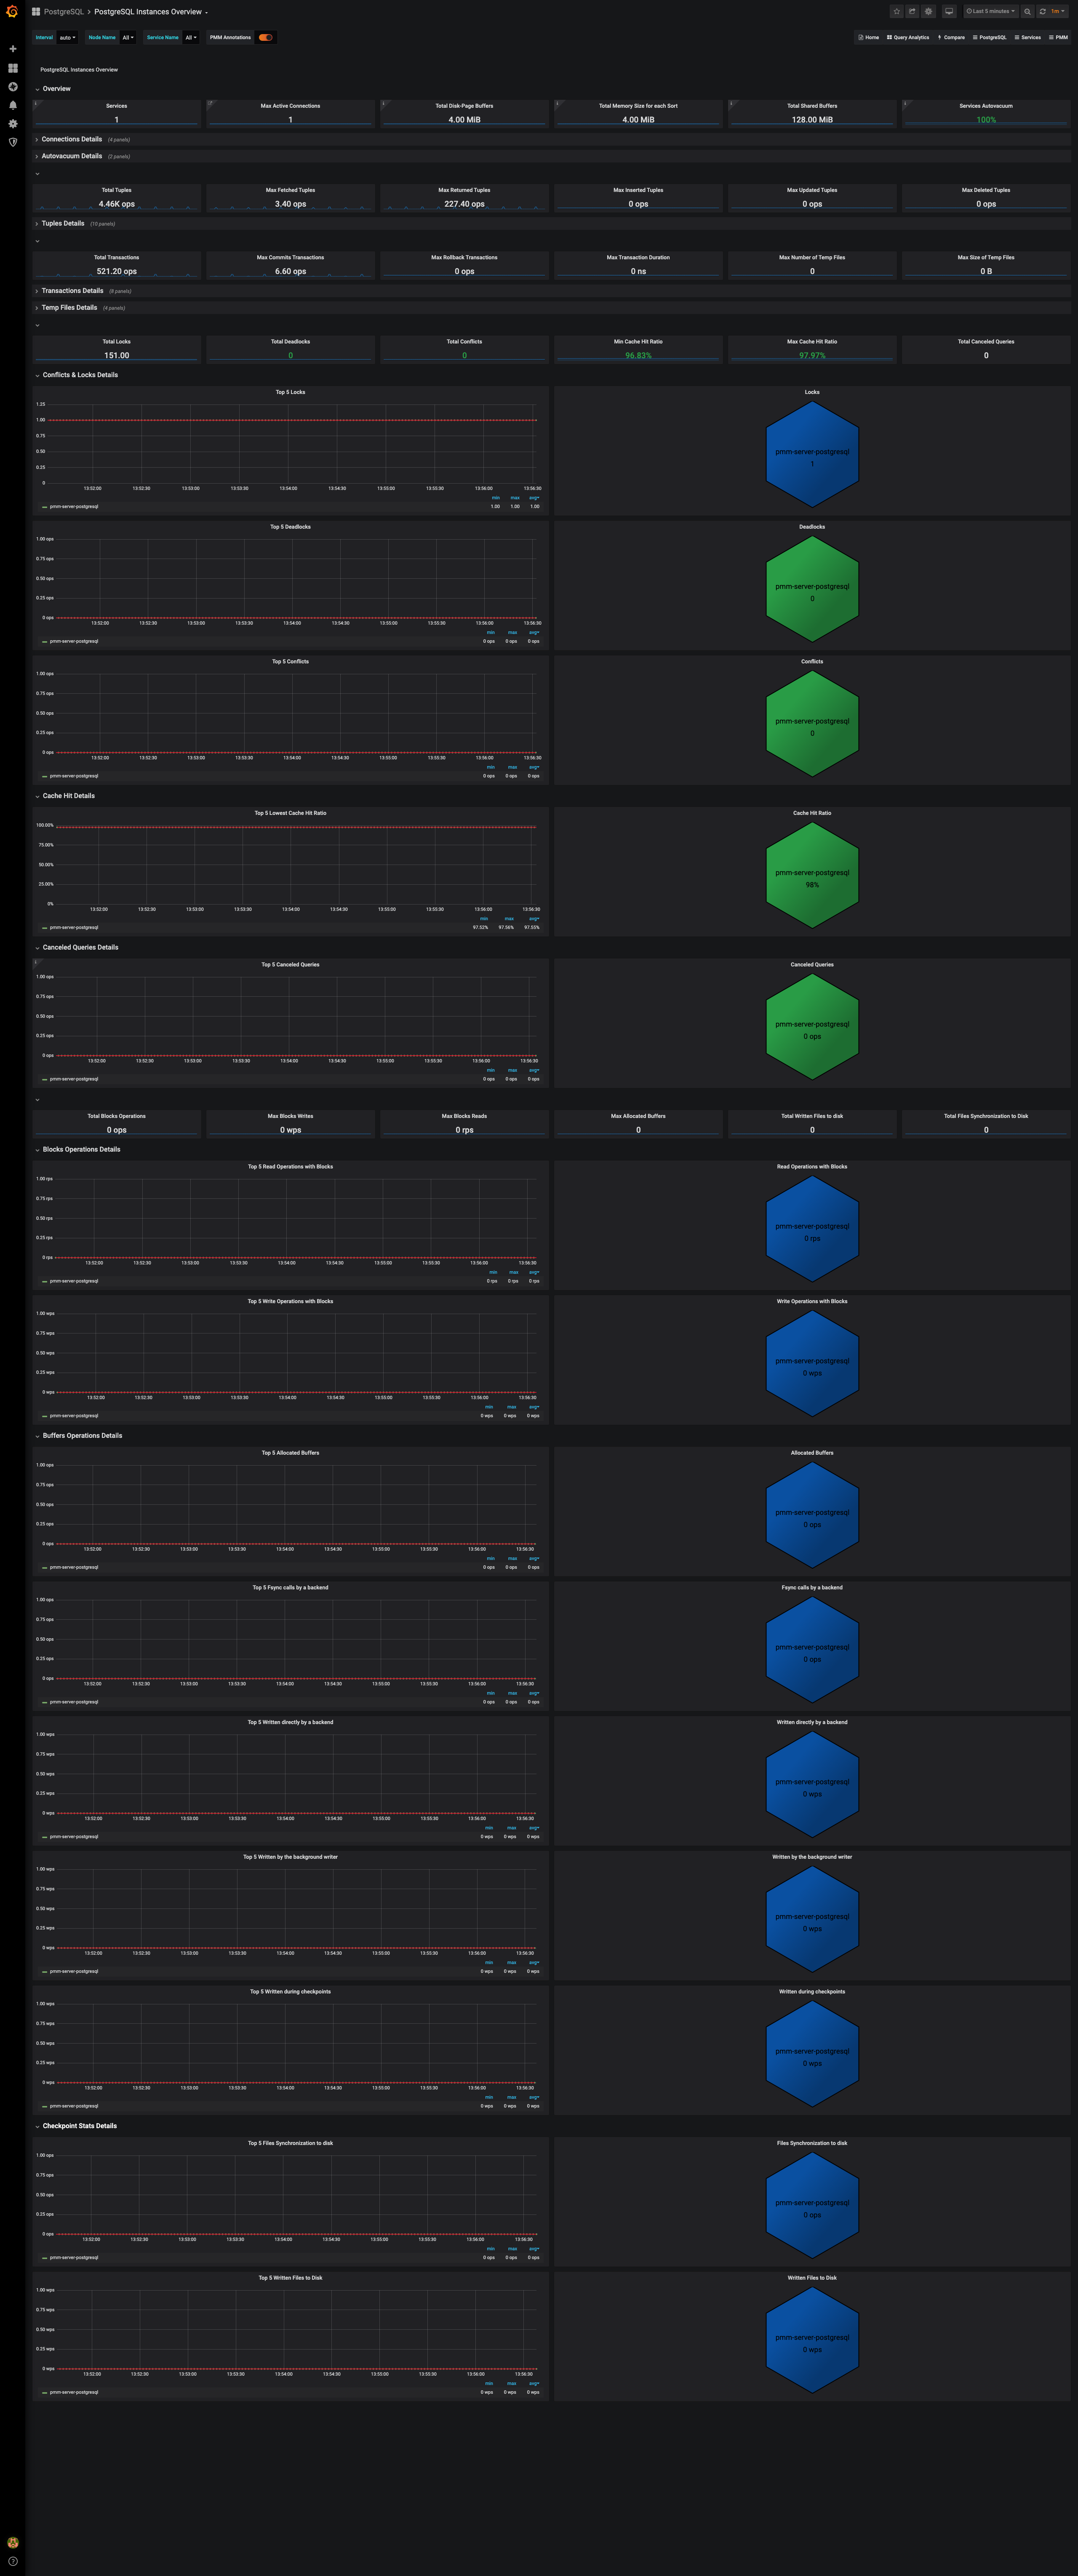 PostgreSQL > PostgreSQL Instances Overview
Last 5 minutes 1m
Interval auto Node Name All Service Name All PMM Annotations
Home Query Analytics Compare PostgreSQL Services PMM
PostgreSQL Instances Overview
Overview
Services Max Active Connections Total Disk-Page Buffers Total Memory Size for each Sort Total Shared Buffers Services Autovacuum
1 1 4.00 MiB 4.00 MiB 128.00 MiB 100%
Connections Details (4 panels)
Autovacuum Details (2 panels)
Total Tuples Max Fetched Tuples Max Returned Tuples Max Inserted Tuples Max Updated Tuples Max Deleted Tuples
4.46K ops 3.40 ops 227.40 ops 0 ops 0 ops 0 ops
Tuples Details (10 panels)
Total Transactions Max Commits Transactions Max Rollback Transactions Max Transaction Duration Max Number of Temp Files Max Size of Temp Files
521.20 ops 6.60 ops 0 ops 0 ns 0 0 B
Transactions Details (8 panels)
Temp Files Details (4 panels)
Total Locks Total Deadlocks Total Conflicts Min Cache Hit Ratio Max Cache Hit Ratio Total Canceled Queries
151.00 0 0 96.83% 97.97% 0
Conflicts & Locks Details
Top 5 Locks
1.25
1.00
0.75
0.50
0.25
0
13:52:00 13:52:30 13:53:00 13:53:30 13:54:00 13:54:30 13:55:00 13:55:30 13:56:00 13:56:30
min max avg
pmm-server-postgresql 1.00 1.00 1.00
Locks
pmm-server-postgresql
1
Top 5 Deadlocks
1.00 ops
0.75 ops
0.50 ops
0.25 ops
0 ops
13:52:00 13:52:30 13:53:00 13:53:30 13:54:00 13:54:30 13:55:00 13:55:30 13:56:00 13:56:30
min max avg
pmm-server-postgresql 0 ops 0 ops 0 ops
Deadlocks
pmm-server-postgresql
0
Top 5 Conflicts
1.00 ops
0.75 ops
0.50 ops
0.25 ops
0 ops
13:52:00 13:52:30 13:53:00 13:53:30 13:54:00 13:54:30 13:55:00 13:55:30 13:56:00 13:56:30
min max avg
pmm-server-postgresql 0 ops 0 ops 0 ops
Conflicts
pmm-server-postgresql
0
Cache Hit Details
Top 5 Lowest Cache Hit Ratio
100.00%
75.00%
50.00%
25.00%
0%
13:52:00 13:52:30 13:53:00 13:53:30 13:54:00 13:54:30 13:55:00 13:55:30 13:56:00 13:56:30
min max avg
pmm-server-postgresql 97.52% 97.56% 97.55%
Cache Hit Ratio
pmm-server-postgresql
98%
Canceled Queries Details
Top 5 Canceled Queries
1.00 ops
0.75 ops
0.50 ops
0.25 ops
0 ops
13:52:00 13:52:30 13:53:00 13:53:30 13:54:00 13:54:30 13:55:00 13:55:30 13:56:00 13:56:30
min max avg
pmm-server-postgresql 0 ops 0 ops 0 ops
Canceled Queries
pmm-server-postgresql
0 ops
Total Blocks Operations Max Blocks Writes Max Blocks Reads Max Allocated Buffers Total Written Files to disk Total Files Synchronization to Disk
0 ops 0 wps 0 rps 0 0 0
Blocks Operations Details
Top 5 Read Operations with Blocks
1.00 rps
0.75 rps
0.50 rps
0.25 rps
0 rps
13:52:00 13:52:30 13:53:00 13:53:30 13:54:00 13:54:30 13:55:00 13:55:30 13:56:00 13:56:30
min max avg
pmm-server-postgresql 0 rps 0 rps 0 rps
Read Operations with Blocks
pmm-server-postgresql
0 rps
Top 5 Write Operations with Blocks
1.00 wps
0.75 wps
0.50 wps
0.25 wps
0 wps
13:52:00 13:52:30 13:53:00 13:53:30 13:54:00 13:54:30 13:55:00 13:55:30 13:56:00 13:56:30
min max avg
pmm-server-postgresql 0 wps 0 wps 0 wps
Write Operations with Blocks
pmm-server-postgresql
0 wps
Buffers Operations Details
Top 5 Allocated Buffers
1.00 ops
0.75 ops
0.50 ops
0.25 ops
0 ops
13:52:00 13:52:30 13:53:00 13:53:30 13:54:00 13:54:30 13:55:00 13:55:30 13:56:00 13:56:30
min max avg
pmm-server-postgresql 0 ops 0 ops 0 ops
Allocated Buffers
pmm-server-postgresql
0 ops
Top 5 Fsync calls by a backend
1.00 ops
0.75 ops
0.50 ops
0.25 ops
0 ops
13:52:00 13:52:30 13:53:00 13:53:30 13:54:00 13:54:30 13:55:00 13:55:30 13:56:00 13:56:30
min max avg
pmm-server-postgresql 0 ops 0 ops 0 ops
Fsync calls by a backend
pmm-server-postgresql
0 ops
Top 5 Written directly by a backend
1.00 wps
0.75 wps
0.50 wps
0.25 wps
0 wps
13:52:00 13:52:30 13:53:00 13:53:30 13:54:00 13:54:30 13:55:00 13:55:30 13:56:00 13:56:30
min max avg
pmm-server-postgresql 0 wps 0 wps 0 wps
Written directly by a backend
pmm-server-postgresql
0 wps
Top 5 Written by the background writer
1.00 wps
0.75 wps
0.50 wps
0.25 wps
0 wps
13:52:00 13:52:30 13:53:00 13:53:30 13:54:00 13:54:30 13:55:00 13:55:30 13:56:00 13:56:30
min max avg
pmm-server-postgresql 0 wps 0 wps 0 wps
Written by the background writer
pmm-server-postgresql
0 wps
Top 5 Written during checkpoints
1.00 wps
0.75 wps
0.50 wps
0.25 wps
0 wps
13:52:00 13:52:30 13:53:00 13:53:30 13:54:00 13:54:30 13:55:00 13:55:30 13:56:00 13:56:30
min max avg
pmm-server-postgresql 0 wps 0 wps 0 wps
Written during checkpoints
pmm-server-postgresql
0 wps
Checkpoint Stats Details
Top 5 Files Synchronization to disk
1.00 ops
0.75 ops
0.50 ops
0.25 ops
0 ops
13:52:00 13:52:30 13:53:00 13:53:30 13:54:00 13:54:30 13:55:00 13:55:30 13:56:00 13:56:30
min max avg
pmm-server-postgresql 0 ops 0 ops 0 ops
Files Synchronization to disk
pmm-server-postgresql
0 ops
Top 5 Written Files to Disk
1.00 wps
0.75 wps
0.50 wps
0.25 wps
0 wps
13:52:00 13:52:30 13:53:00 13:53:30 13:54:00 13:54:30 13:55:00 13:55:30 13:56:00 13:56:30
min max avg
pmm-server-postgresql 0 wps 0 wps 0 wps
Written Files to Disk
pmm-server-postgresql
0 wps